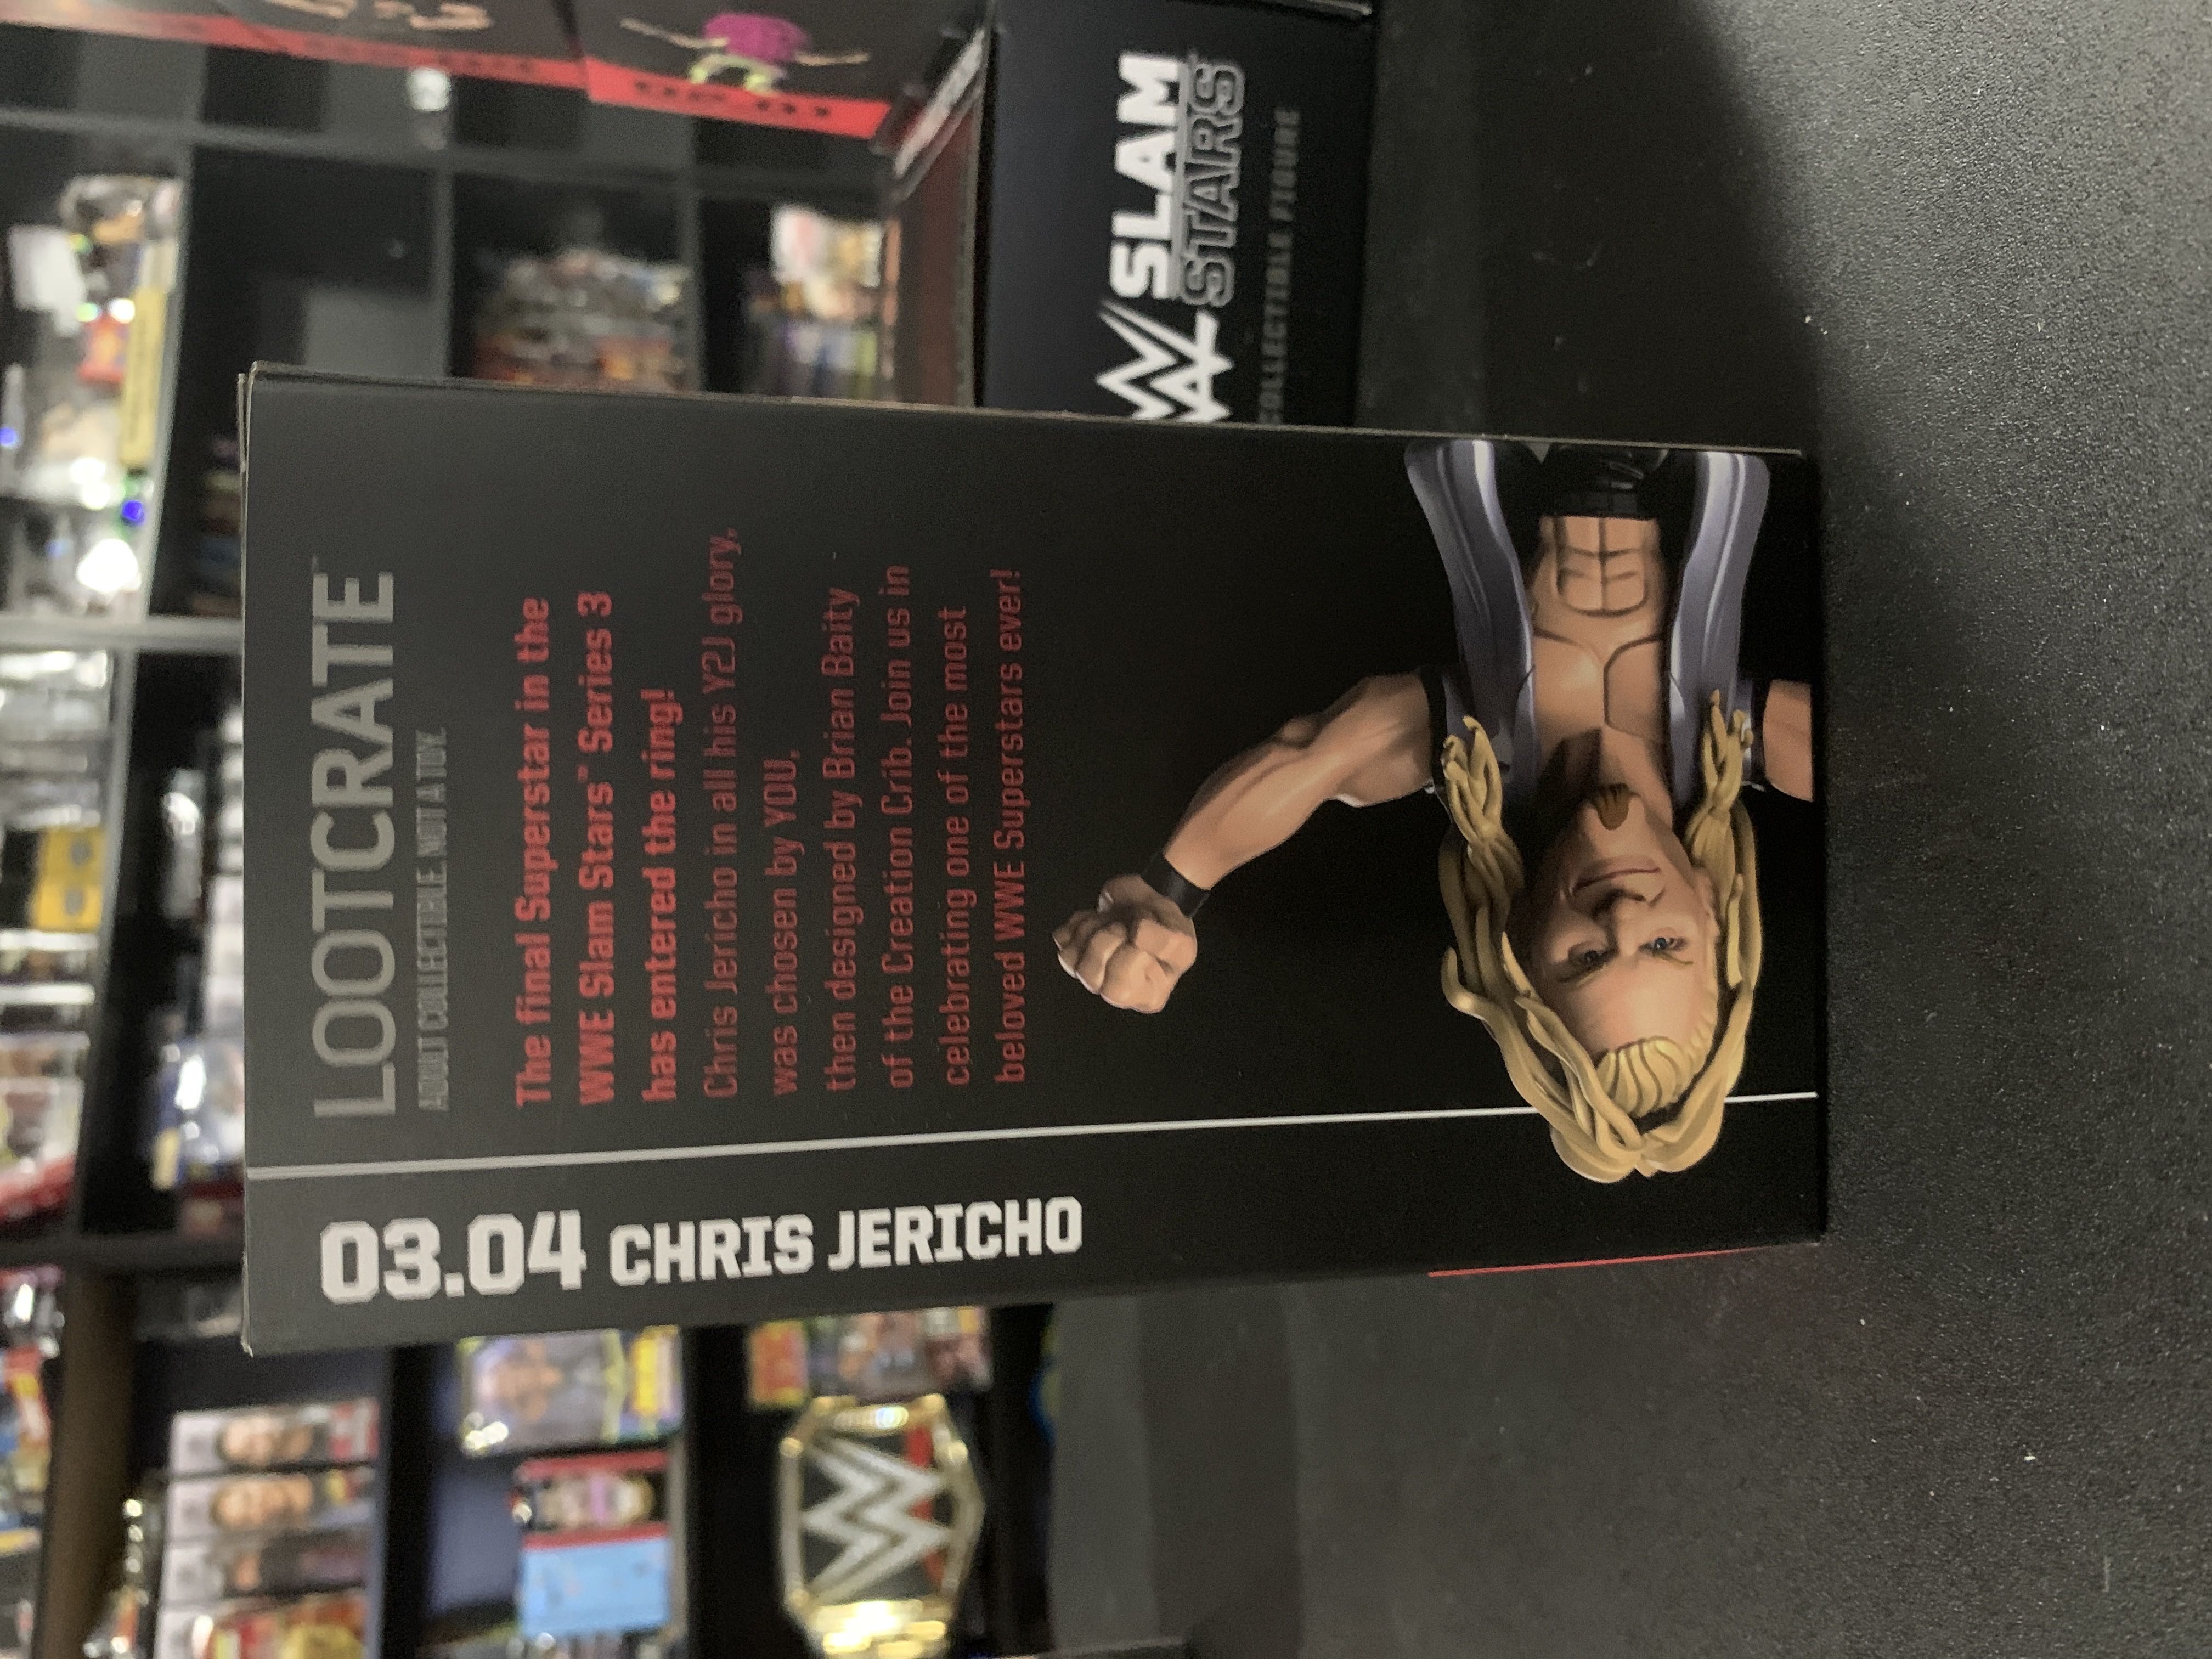 LOOTCRATE™
ADULT COLLECTIBLE. NOT A TOY.
The final Superstar in the
WWE Slam Stars™ Series 3
has entered the ring!
Chris Jericho in all his Y2J glory,
was chosen by YOU,
then designed by Brian Baity
of the Creation Crib. Join us in
celebrating one of the most
beloved WWE Superstars ever!
03.04 CHRIS JERICHO
SLAM
STARS
COLLECTIBLE FIGURE